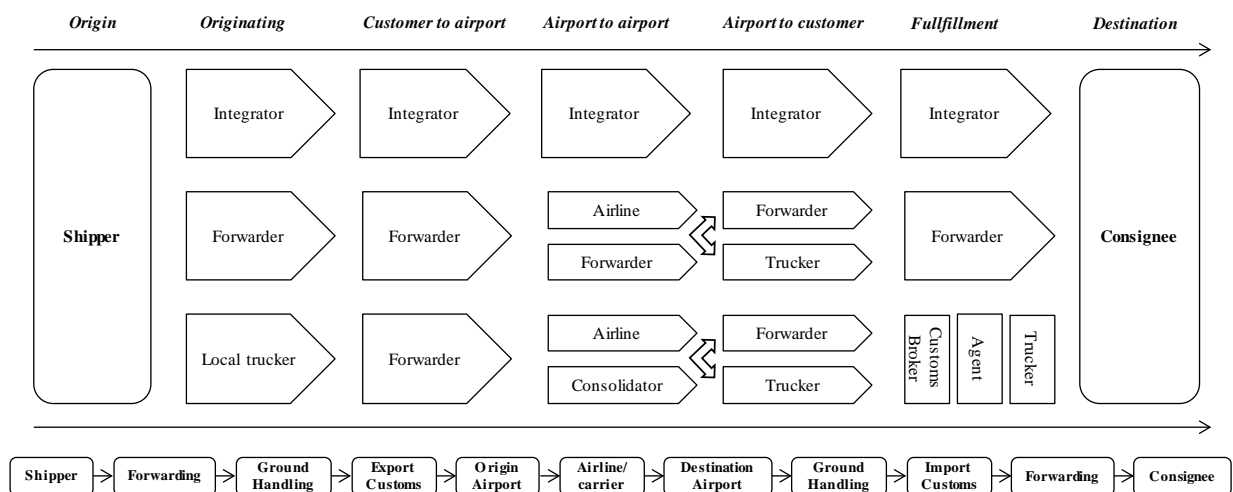 Origin
Originating
Customer to airport
Airport to airport
Airport to customer
Fullfillment
Destination
Shipper
Integrator
Integrator
Integrator
Integrator
Integrator
Consignee
Forwarder
Forwarder
Airline
Forwarder
Forwarder
Trucker
Forwarder
Local trucker
Forwarder
Airline
Consolidator
Forwarder
Trucker
Customs
Broker
Agent
Trucker
Shipper
Forwarding
Ground
Handling
Export
Customs
Origin
Airport
Airline/
carrier
Destination
Airport
Ground
Handling
Import
Customs
Forwarding
Consignee